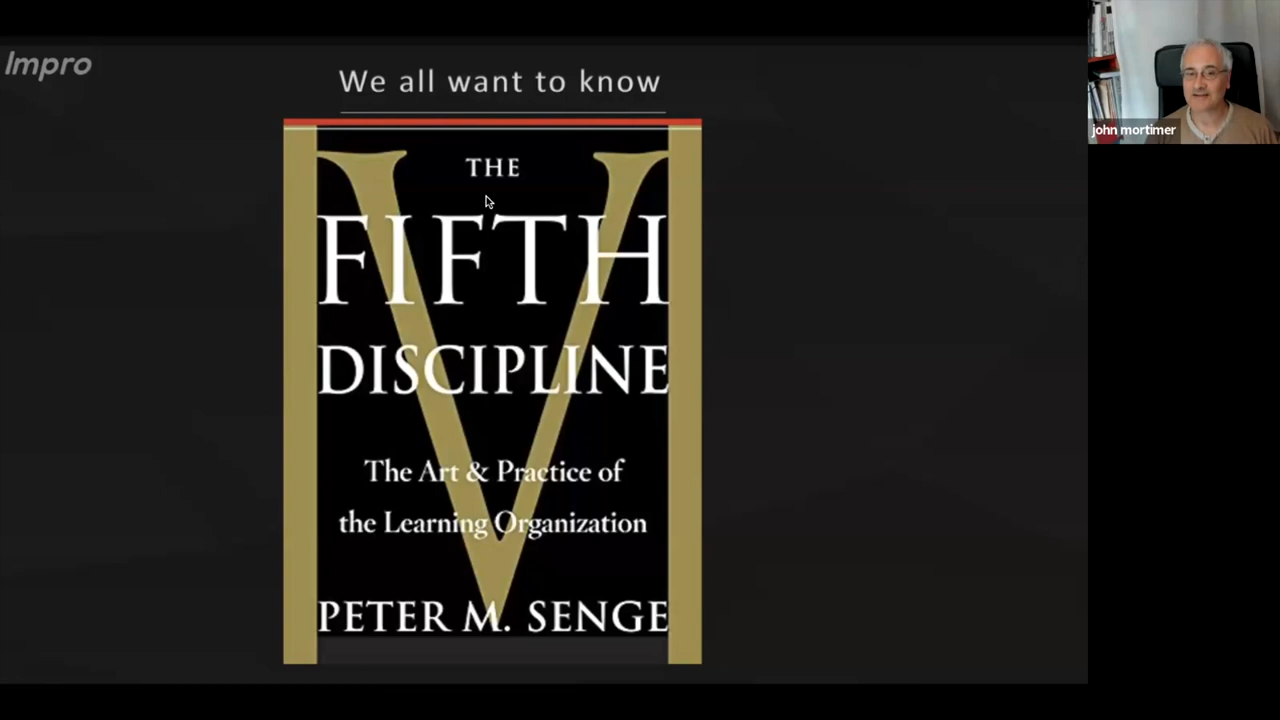 Impro
We all want to know
THE
FIFTH
DISCIPLINE
The Art & Practice of
the Learning Organization
PETER M. SENGE
john mortimer